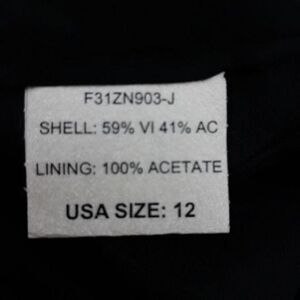 F31ZN903-J
SHELL: 59% VI 41% AC
LINING: 100% ACETATE
USA SIZE: 12